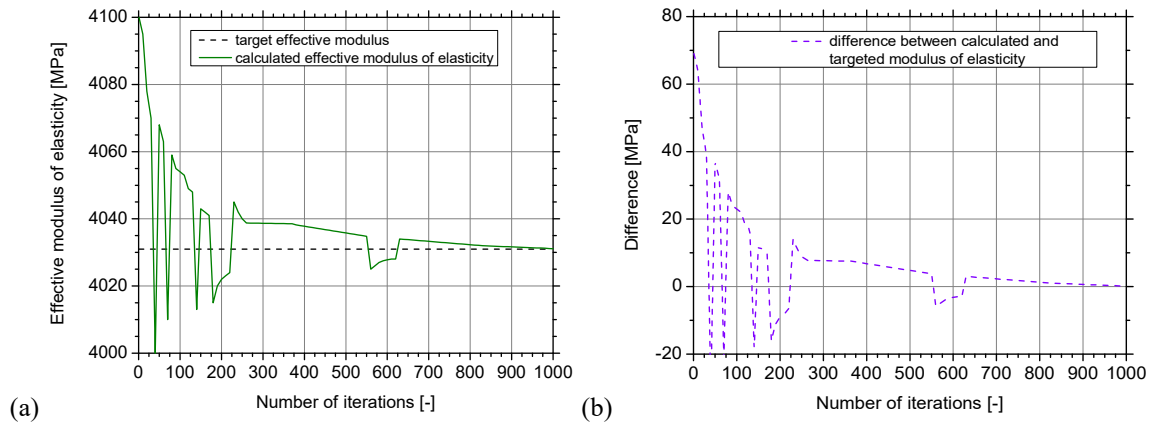 4100
4080
4060
4040
4020
4000
Effective modulus of elasticity [MPa]
target effective modulus
calculated effective modulus of elasticity
0 100 200 300 400 500 600 700 800 900 1000
Number of iterations [-]
(a)
80
60
40
20
0
-20
Difference [MPa]
difference between calculated and
targeted modulus of elasticity
0 100 200 300 400 500 600 700 800 900 1000
Number of iterations [-]
(b)